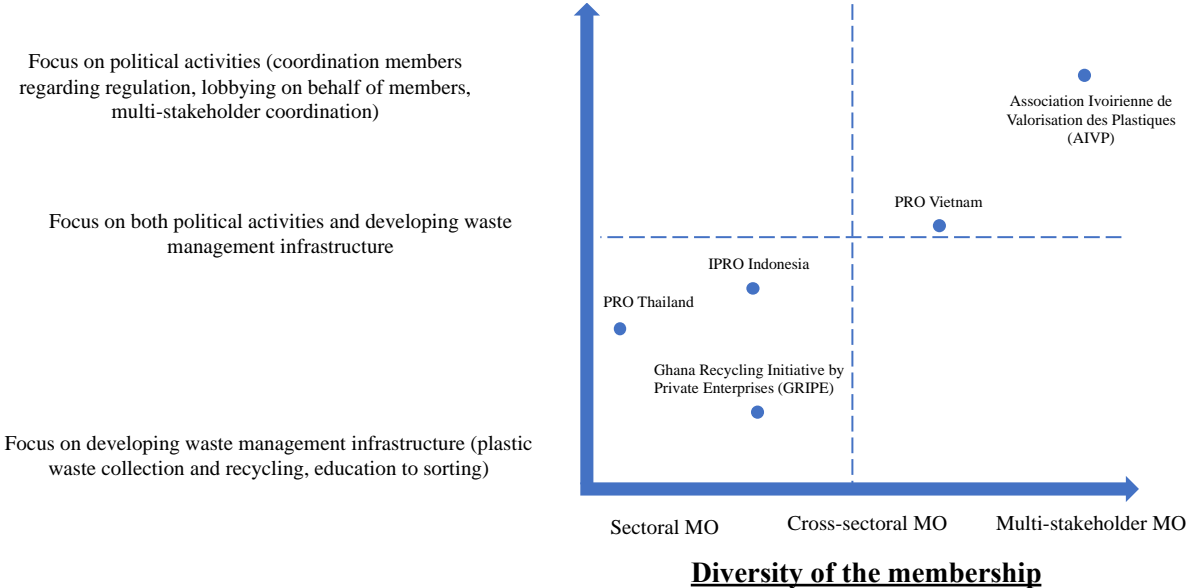 Focus on political activities (coordination members
regarding regulation, lobbying on behalf of members,
multi-stakeholder coordination)
Association Ivoirienne de
Valorisation des Plastiques
(AIVP)
Focus on both political activities and developing waste
management infrastructure
PRO Vietnam
IPRO Indonesia
PRO Thailand
Ghana Recycling Initiative by
Private Enterprises (GRIPE)
Focus on developing waste management infrastructure (plastic
waste collection and recycling, education to sorting)
Sectoral MO
Cross-sectoral MO
Multi-stakeholder MO
Diversity of the membership